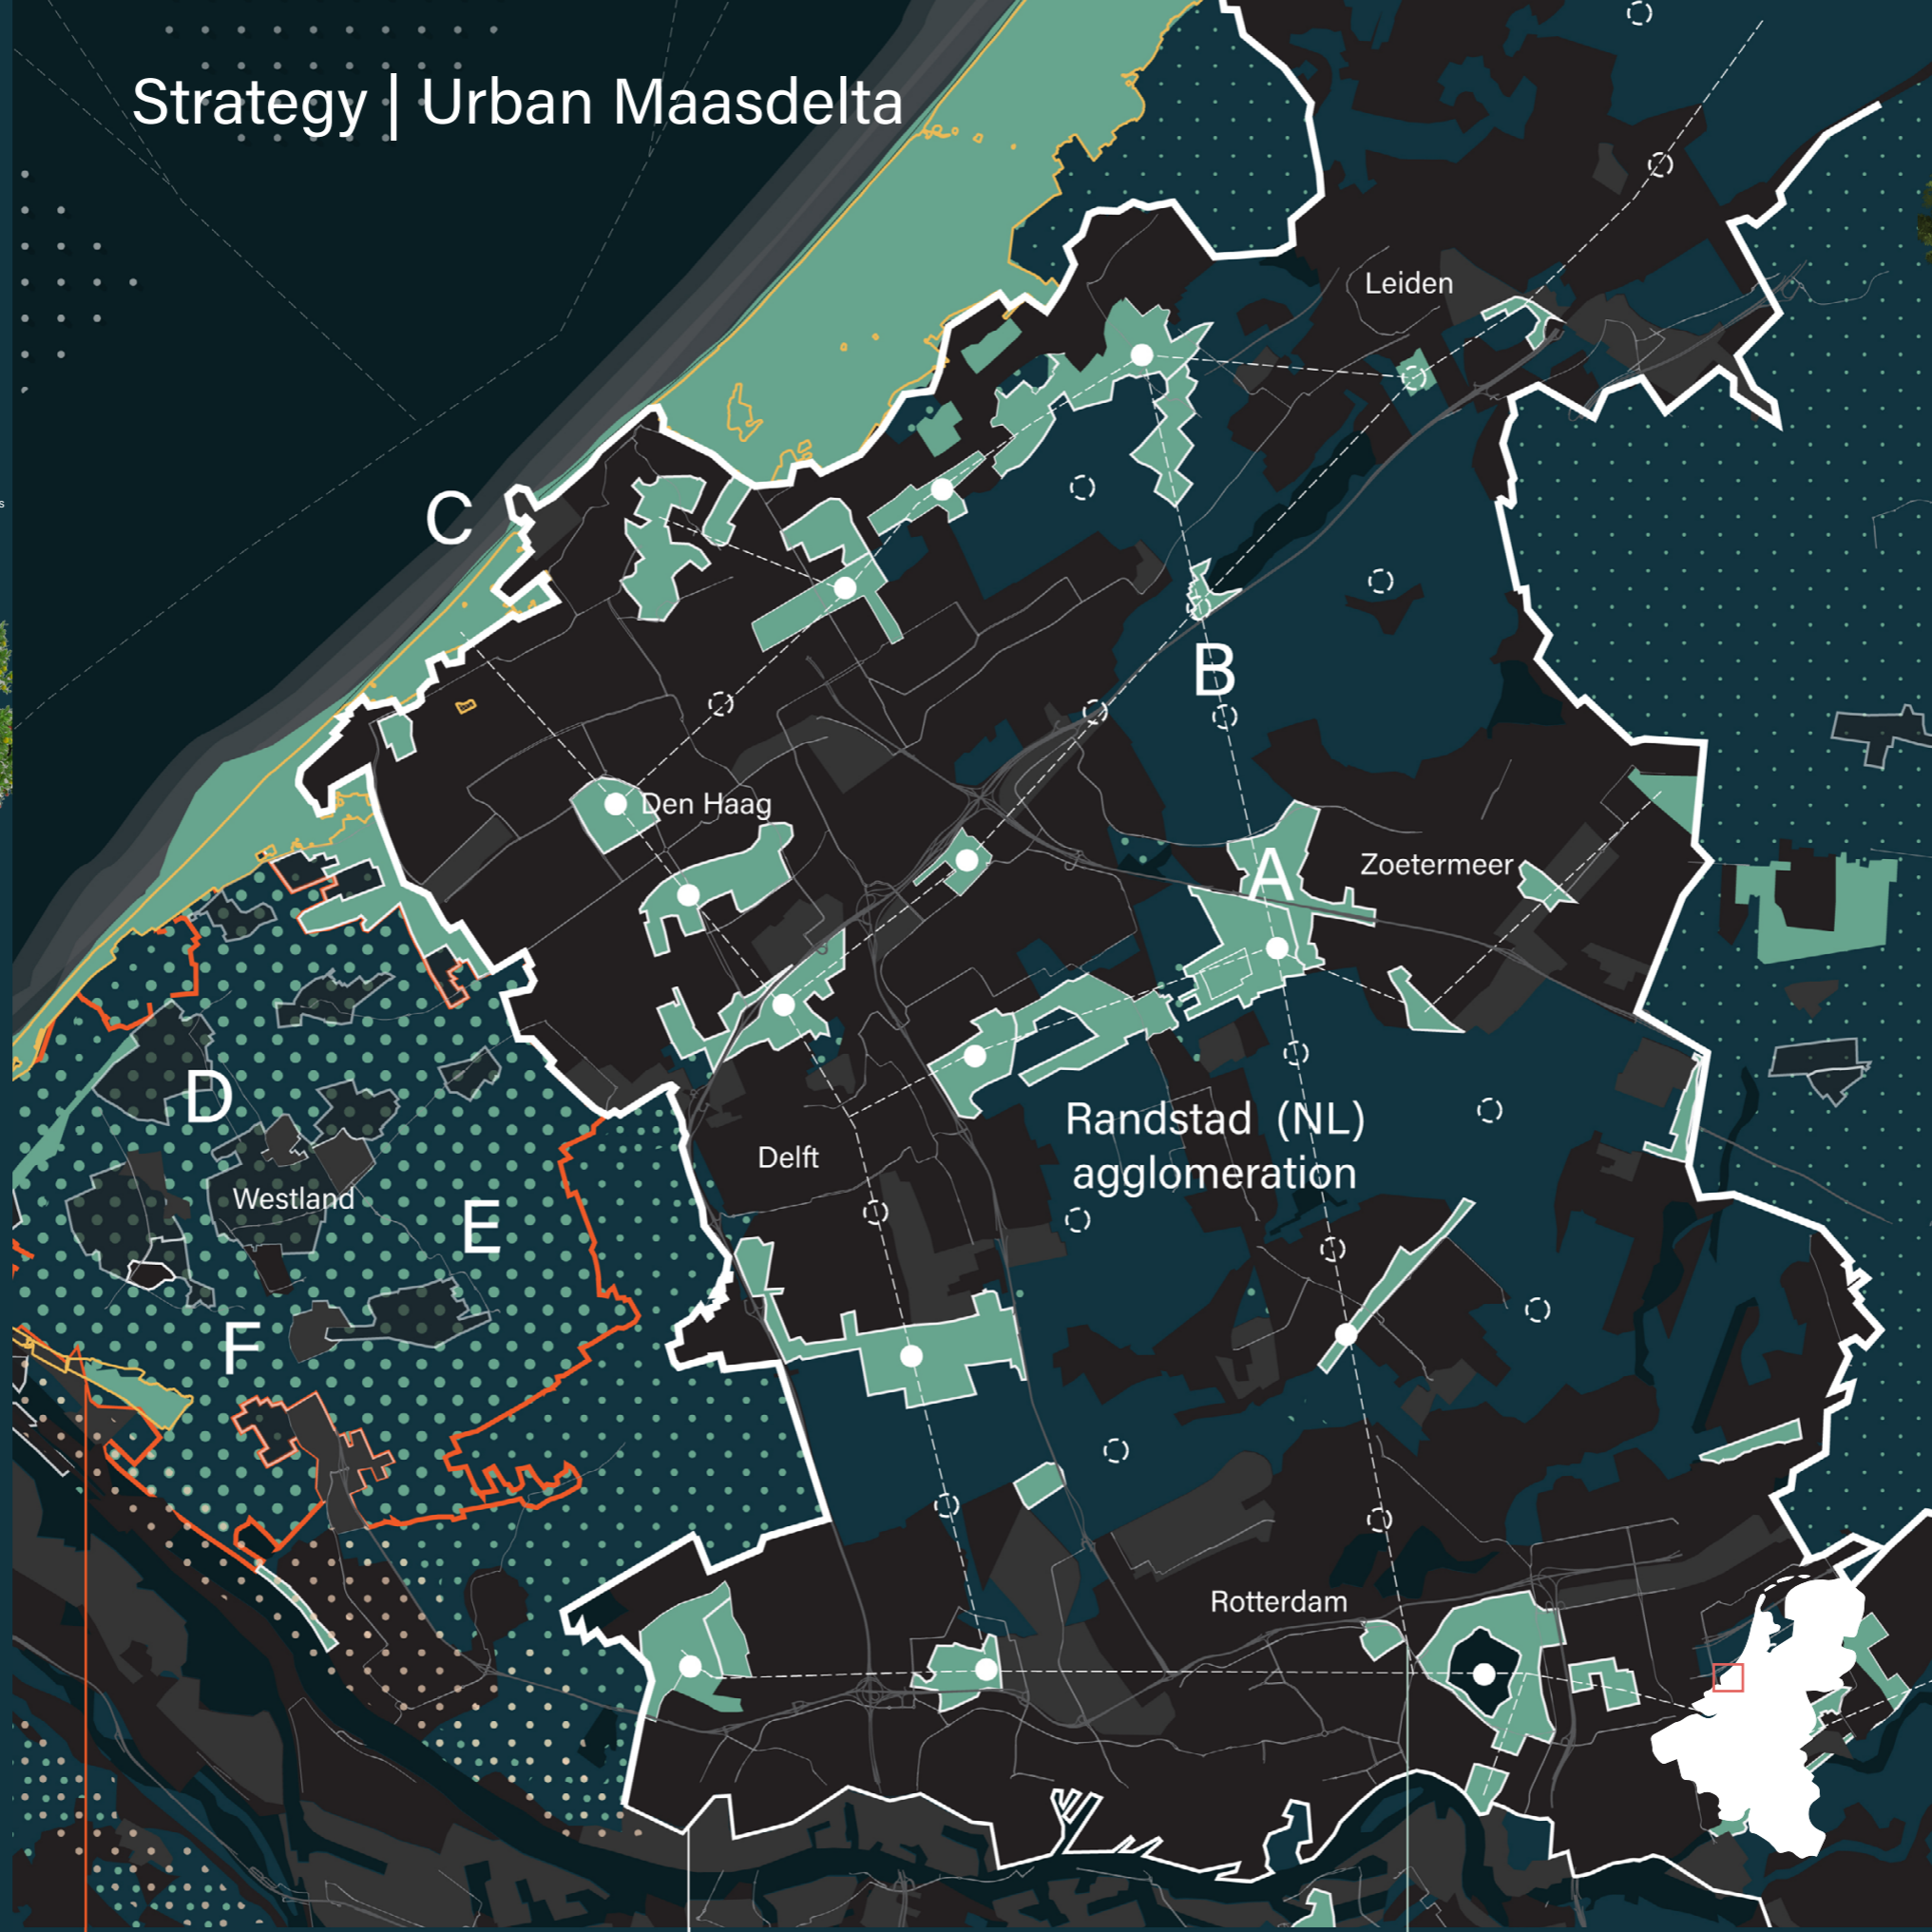 Strategy | Urban Maasdelta
Leiden
s
C
B
Den Haag
A
Zoetermeer
D
Randstad (NL)
agglomeration
Delft
Westland
E
F
Rotterdam